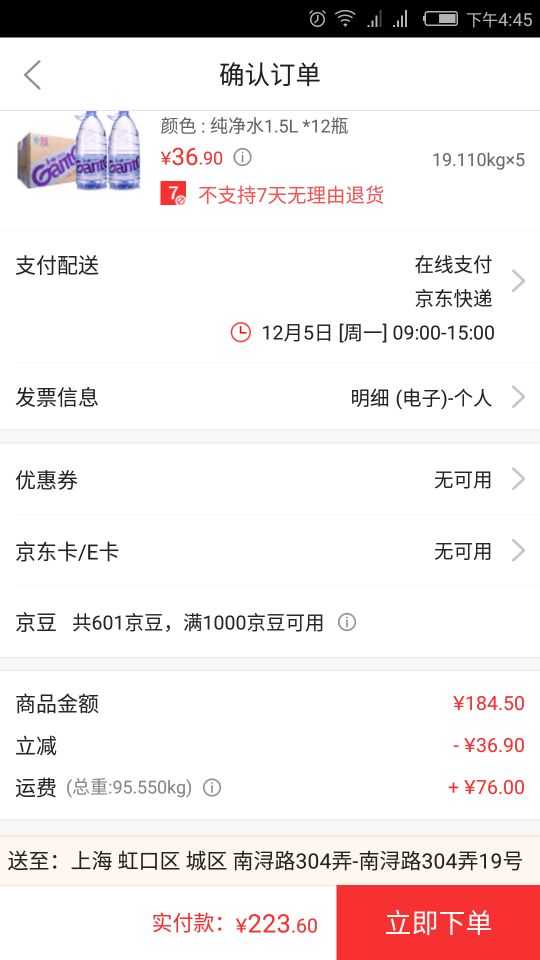 下午4:45
确认订单
颜色 : 纯净水1.5L *12瓶
¥36.90
19.110kg×5
7 不支持7天无理由退货
支付配送
在线支付
京东快递
12月5日 [周一] 09:00-15:00
发票信息
明细 (电子)-个人
优惠券
无可用
京东卡/E卡
无可用
京豆 共601京豆，满1000京豆可用
商品金额
¥184.50
立减
- ¥36.90
运费 (总重:95.550kg)
+ ¥76.00
送至：上海 虹口区 城区 南浔路304弄-南浔路304弄19号
实付款：¥223.60
立即下单